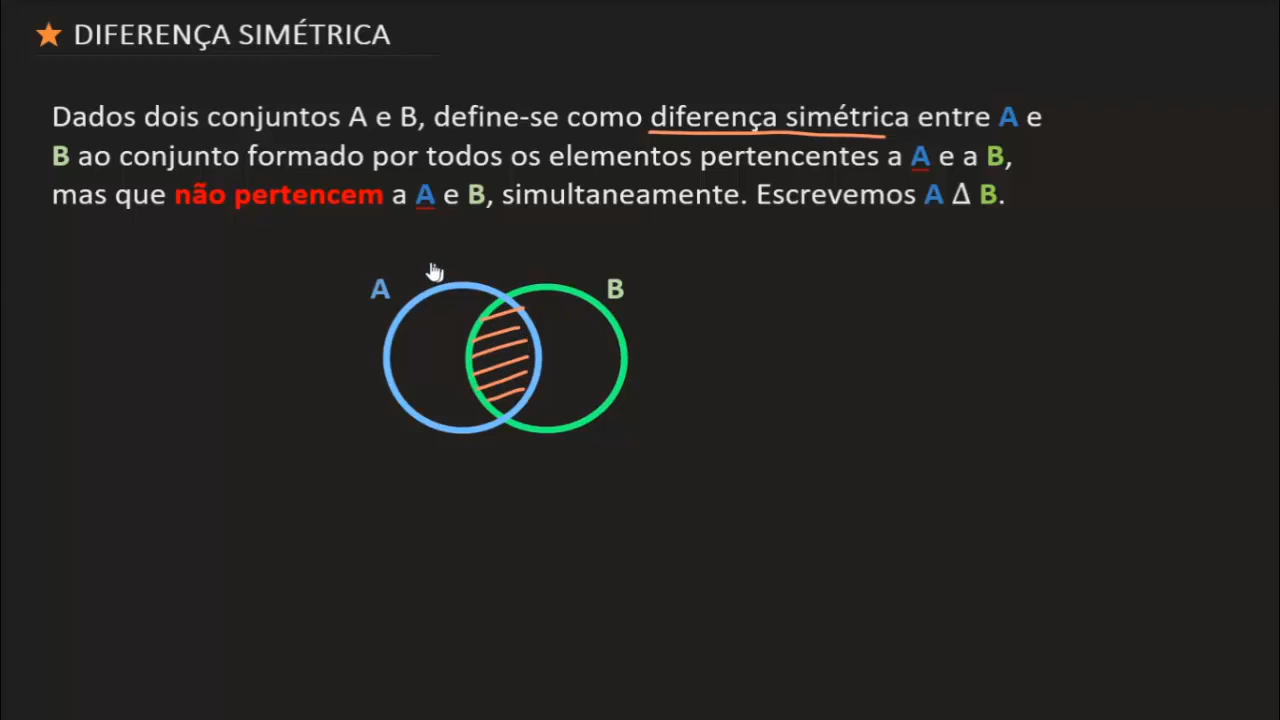 DIFERENÇA SIMÉTRICA
Dados dois conjuntos A e B, define-se como diferença simétrica entre A e
B ao conjunto formado por todos os elementos pertencentes a A e a B,
mas que não pertencem a A e B, simultaneamente. Escrevemos A Δ B.
A B